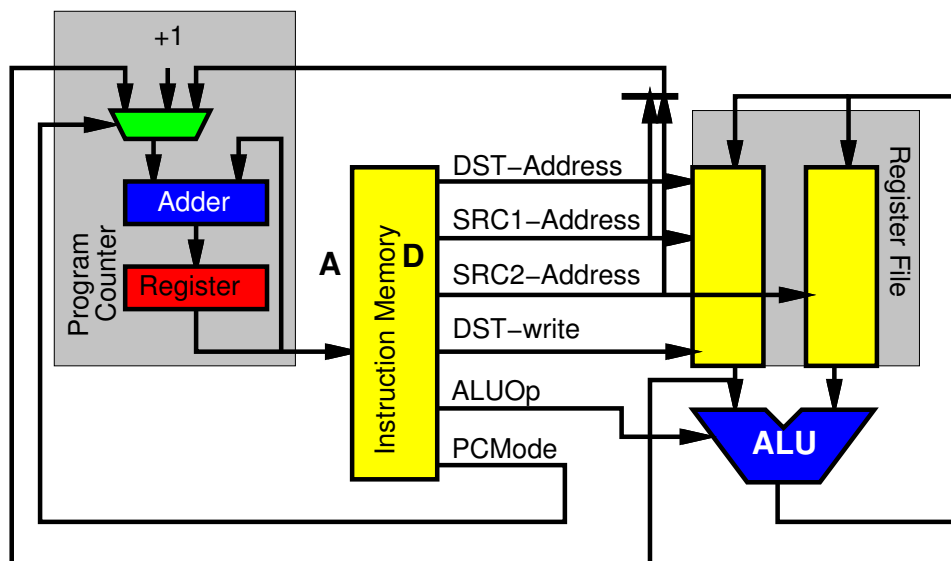 +1
Adder
Register
Program
Counter
A
D
Instruction Memory
DST-Address
SRC1-Address
SRC2-Address
DST-write
ALUOp
PCMode
Register File
ALU